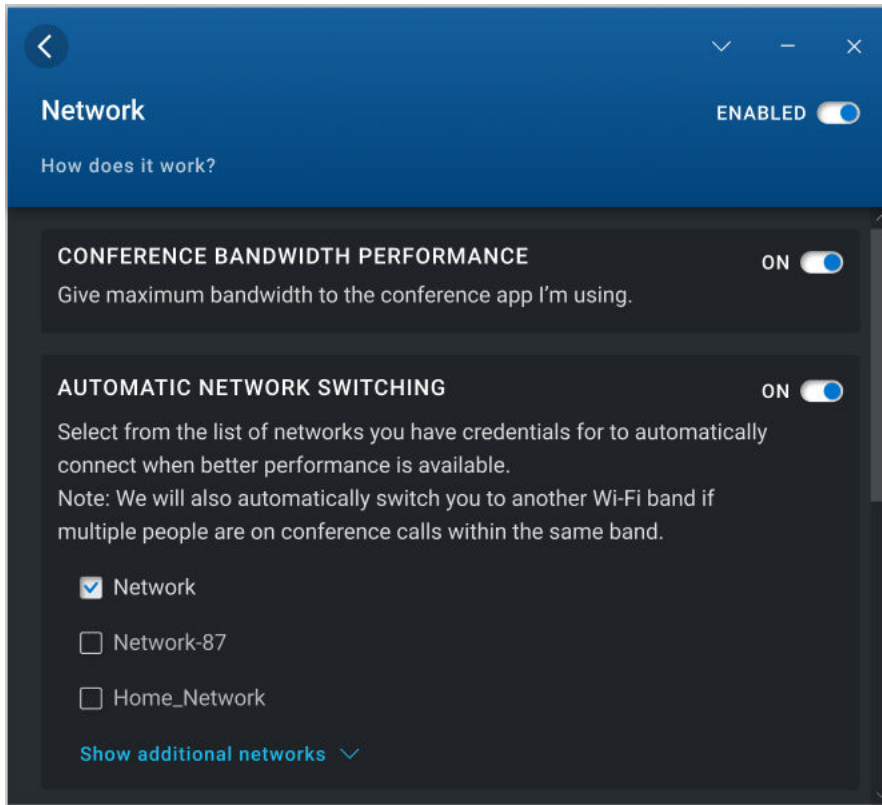 Network
ENABLED
How does it work?
CONFERENCE BANDWIDTH PERFORMANCE
ON
Give maximum bandwidth to the conference app I’m using.
AUTOMATIC NETWORK SWITCHING
ON
Select from the list of networks you have credentials for to automatically
connect when better performance is available.
Note: We will also automatically switch you to another Wi-Fi band if
multiple people are on conference calls within the same band.
Network
Network-87
Home_Network
Show additional networks